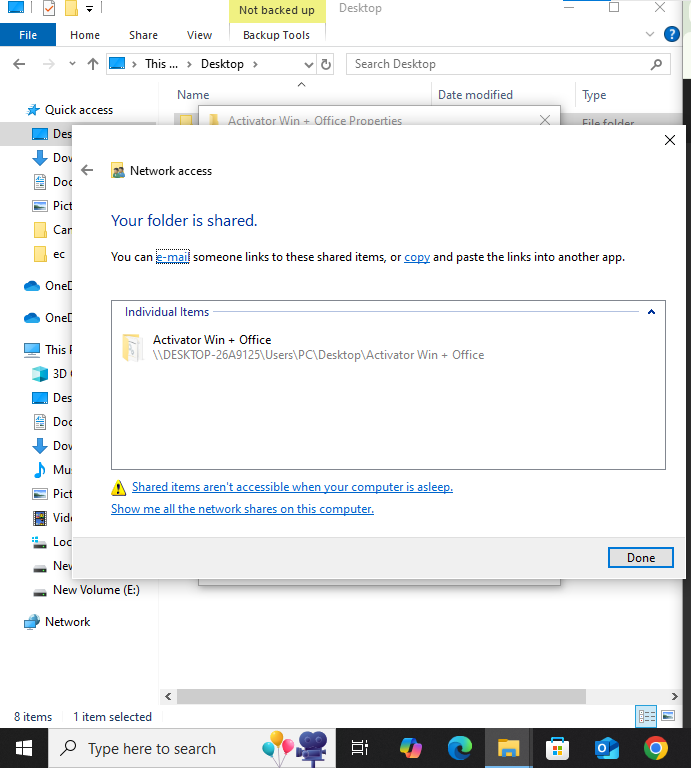 Not backed up
Desktop
File
Home
Share
View
Backup Tools
This ...
Desktop
Search Desktop
Name
Date modified
Type
Quick access
Activator Win + Office Properties
File folder
Des
Dow
Network access
Doc
Pict
Your folder is shared.
Can
ec
You can e-mail someone links to these shared items, or copy and paste the links into another app.
OneD
OneD
Individual Items
This P
Activator Win + Office
\\DESKTOP-26A9125\Users\PC\Desktop\Activator Win + Office
3D
Des
Doc
Dow
Mus
Shared items aren't accessible when your computer is asleep.
Pict
Show me all the network shares on this computer.
Vide
Loc
Done
New
New Volume (E:)
Network
8 items
1 item selected
Type here to search